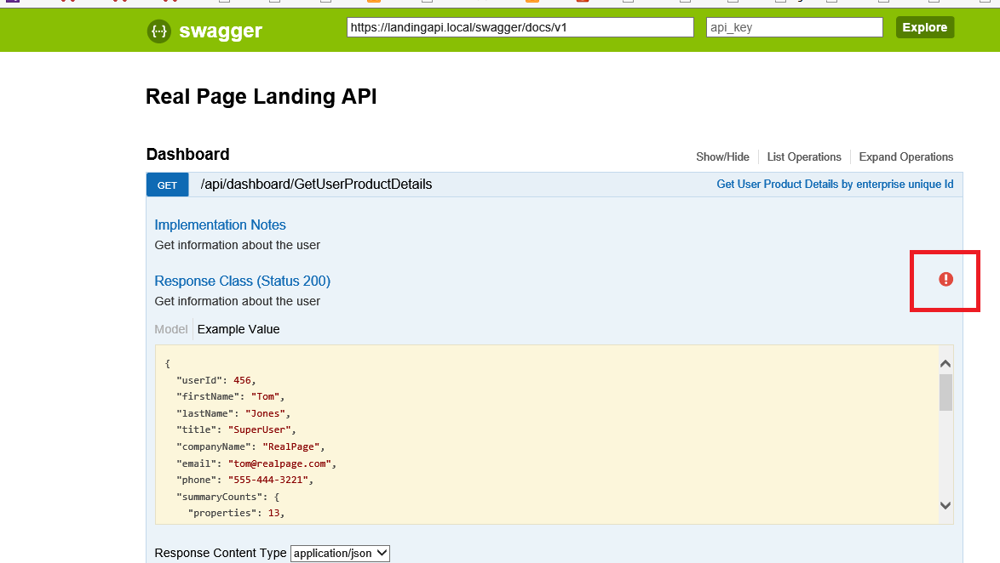 {...} swagger https://landingapi.local/swagger/docs/v1 api_key Explore
Real Page Landing API
Dashboard Show/Hide List Operations Expand Operations
GET /api/dashboard/GetUserProductDetails Get User Product Details by enterprise unique Id
Implementation Notes
Get information about the user
Response Class (Status 200)
!
Get information about the user
Model Example Value
{
"userId": 456,
"firstName": "Tom",
"lastName": "Jones",
"title": "SuperUser",
"companyName": "RealPage",
"email": "tom@realpage.com",
"phone": "555-444-3221",
"summaryCounts": {
"properties": 13,
Response Content Type application/json